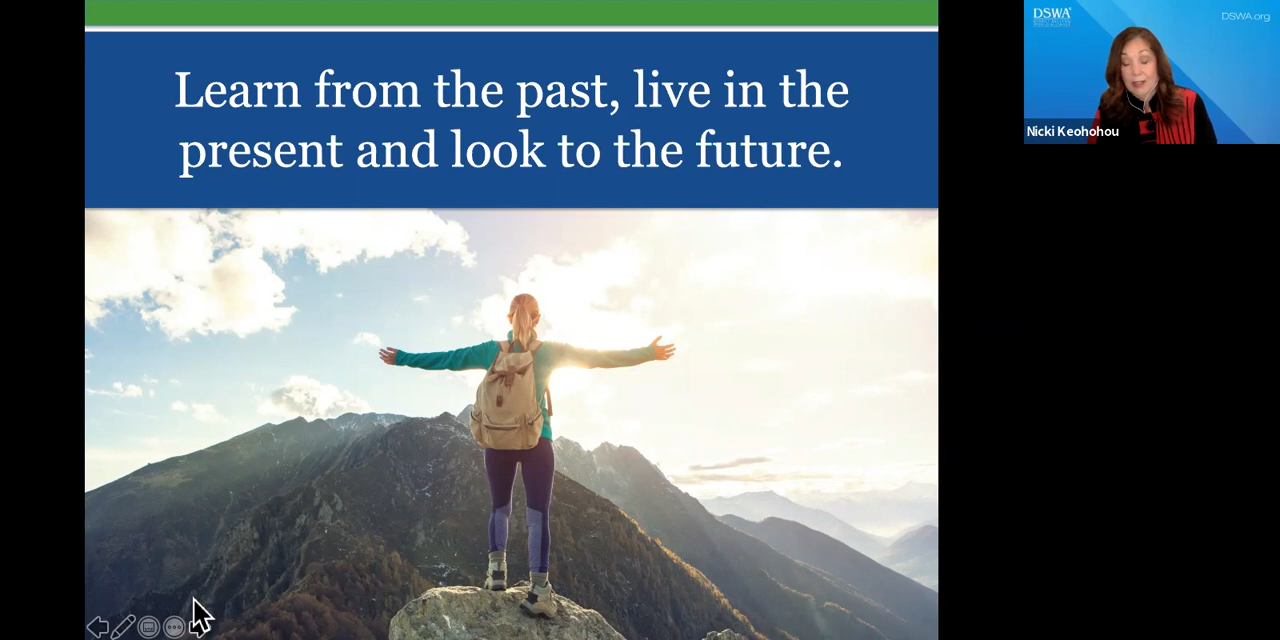 Learn from the past, live in the
present and look to the future.
DSWA
DSWA.org
Nicki Keohohou